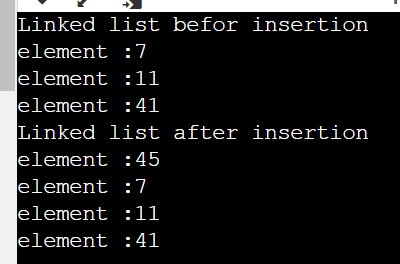 Linked list befor insertion
element :7
element :11
element :41
Linked list after insertion
element :45
element :7
element :11
element :41